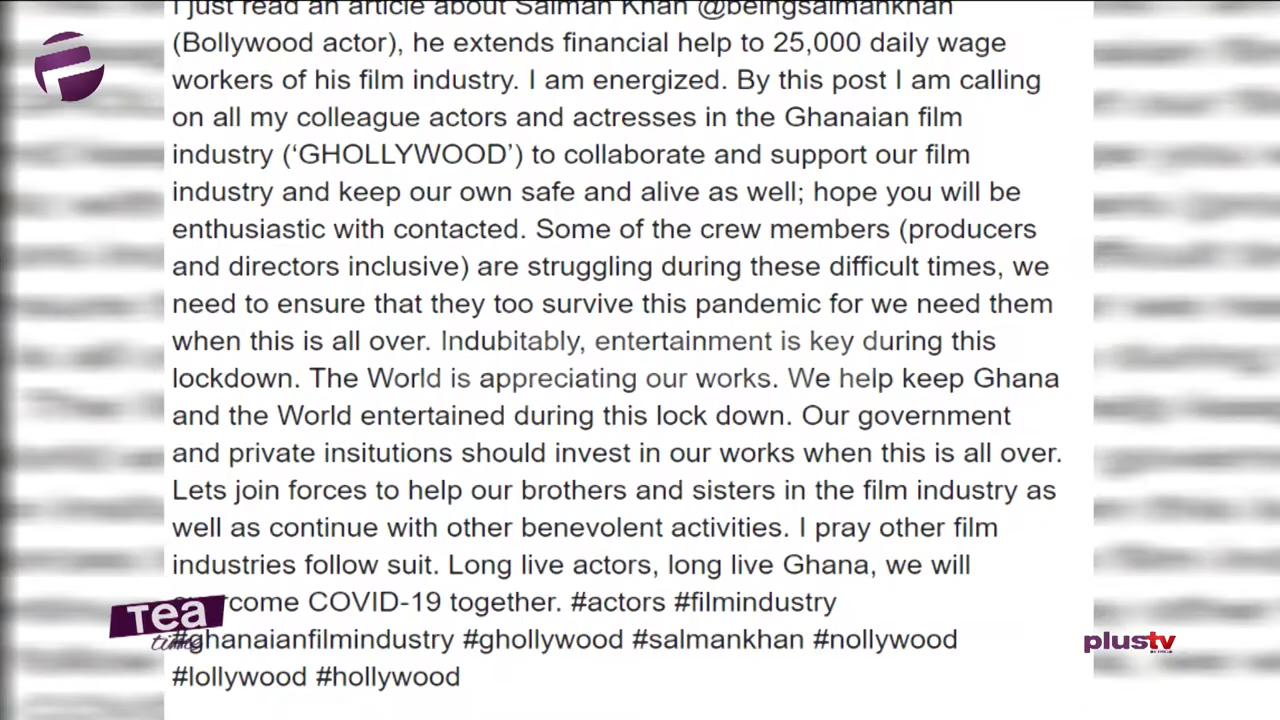 I just read an article about Salman Khan @beingsalmankhan
(Bollywood actor), he extends financial help to 25,000 daily wage
workers of his film industry. I am energized. By this post I am calling
on all my colleague actors and actresses in the Ghanaian film
industry (‘GHOLLYWOOD’) to collaborate and support our film
industry and keep our own safe and alive as well; hope you will be
enthusiastic with contacted. Some of the crew members (producers
and directors inclusive) are struggling during these difficult times, we
need to ensure that they too survive this pandemic for we need them
when this is all over. Indubitably, entertainment is key during this
lockdown. The World is appreciating our works. We help keep Ghana
and the World entertained during this lock down. Our government
and private insitutions should invest in our works when this is all over.
Lets join forces to help our brothers and sisters in the film industry as
well as continue with other benevolent activities. I pray other film
industries follow suit. Long live actors, long live Ghana, we will
overcome COVID-19 together. #actors #filmindustry
#ghanaianfilmindustry #ghollywood #salmankhan #nollywood
#lollywood #hollywood
Tea
time
plustv